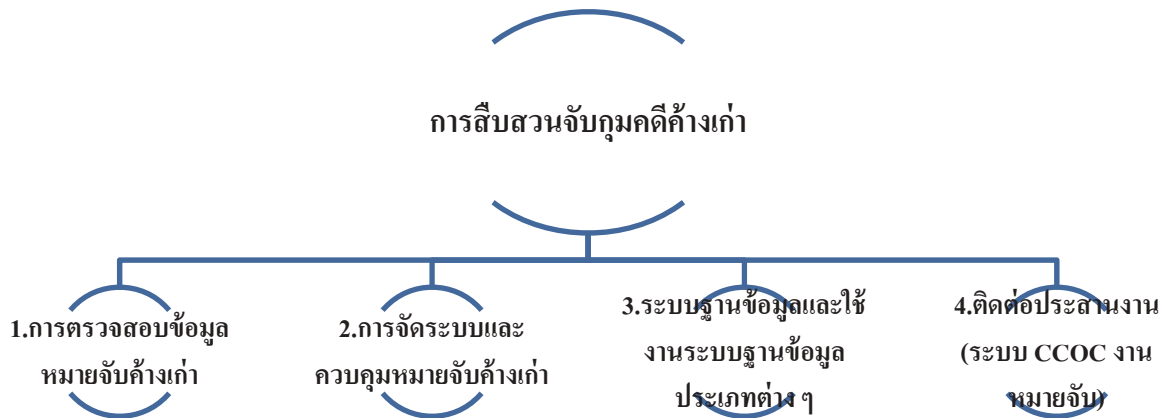 การสืบสวนจับกุมคดีค้างเก่า
1.การตรวจสอบข้อมูล
หมายจับค้างเก่า
2.การจัดระบบและ
ควบคุมหมายจับค้างเก่า
3.ระบบฐานข้อมูลและใช้
งานระบบฐานข้อมูล
ประเภทต่าง ๆ
4.ติดต่อประสานงาน
(ระบบ CCOC งาน
หมายจับ)